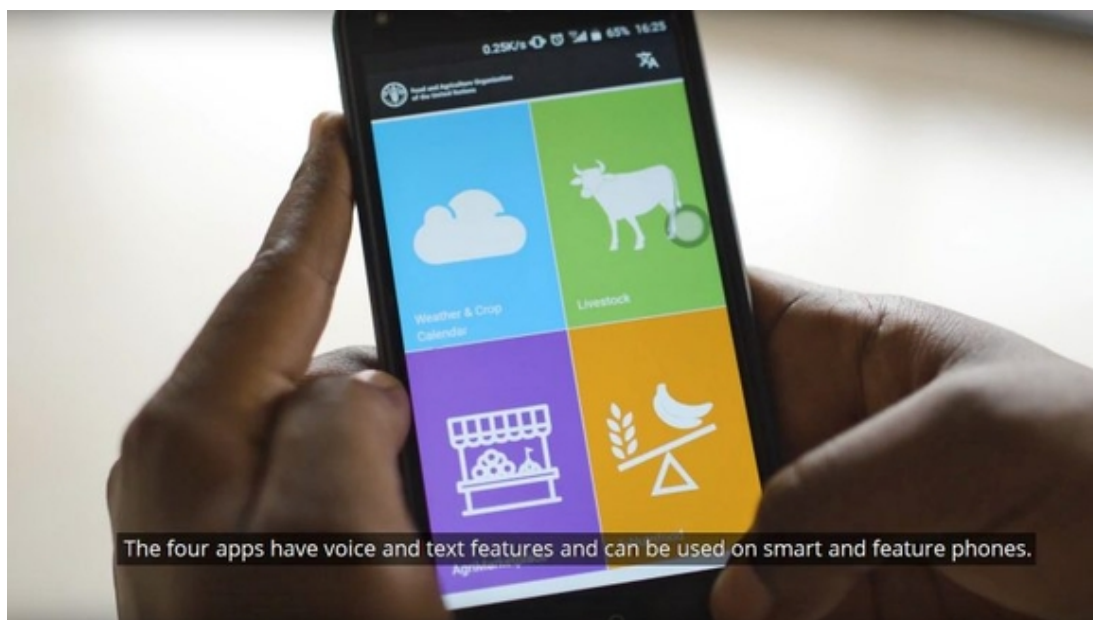 0.25K/s 65% 16:25
Food and Agriculture Organization
of the United Nations
Weather & Crop
Calendar
Livestock
The four apps have voice and text features and can be used on smart and feature phones.